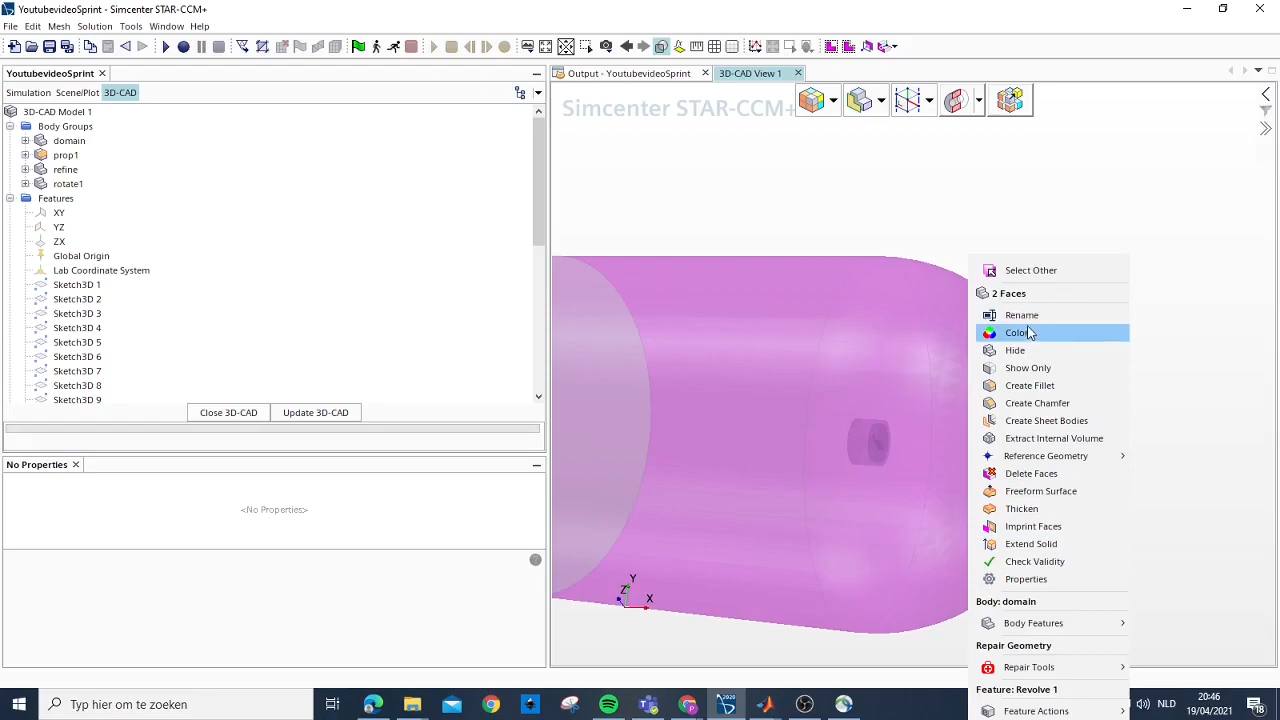 YoutubevideoSprint - Simcenter STAR-CCM+
File Edit Mesh Solution Tools Window Help
YoutubevideoSprint
Output - YoutubevideoSprint
3D-CAD View 1
Simulation Scene/Plot 3D-CAD
Simcenter STAR-CCM+
3D-CAD Model 1
Body Groups
domain
prop1
refine
rotate1
Features
XY
YZ
ZX
Global Origin
Lab Coordinate System
Sketch3D 1
Sketch3D 2
Sketch3D 3
Sketch3D 4
Sketch3D 5
Sketch3D 6
Sketch3D 7
Sketch3D 8
Sketch3D 9
Close 3D-CAD Update 3D-CAD
No Properties
<No Properties>
Select Other
2 Faces
Rename
Color
Hide
Show Only
Create Fillet
Create Chamfer
Create Sheet Bodies
Extract Internal Volume
Reference Geometry
Delete Faces
Freeform Surface
Thicken
Imprint Faces
Extend Solid
Check Validity
Properties
Body: domain
Body Features
Repair Geometry
Repair Tools
Feature: Revolve 1
Feature Actions
Y
Z
X
Typ hier om te zoeken
2020
NLD
20:46
19/04/2021
18